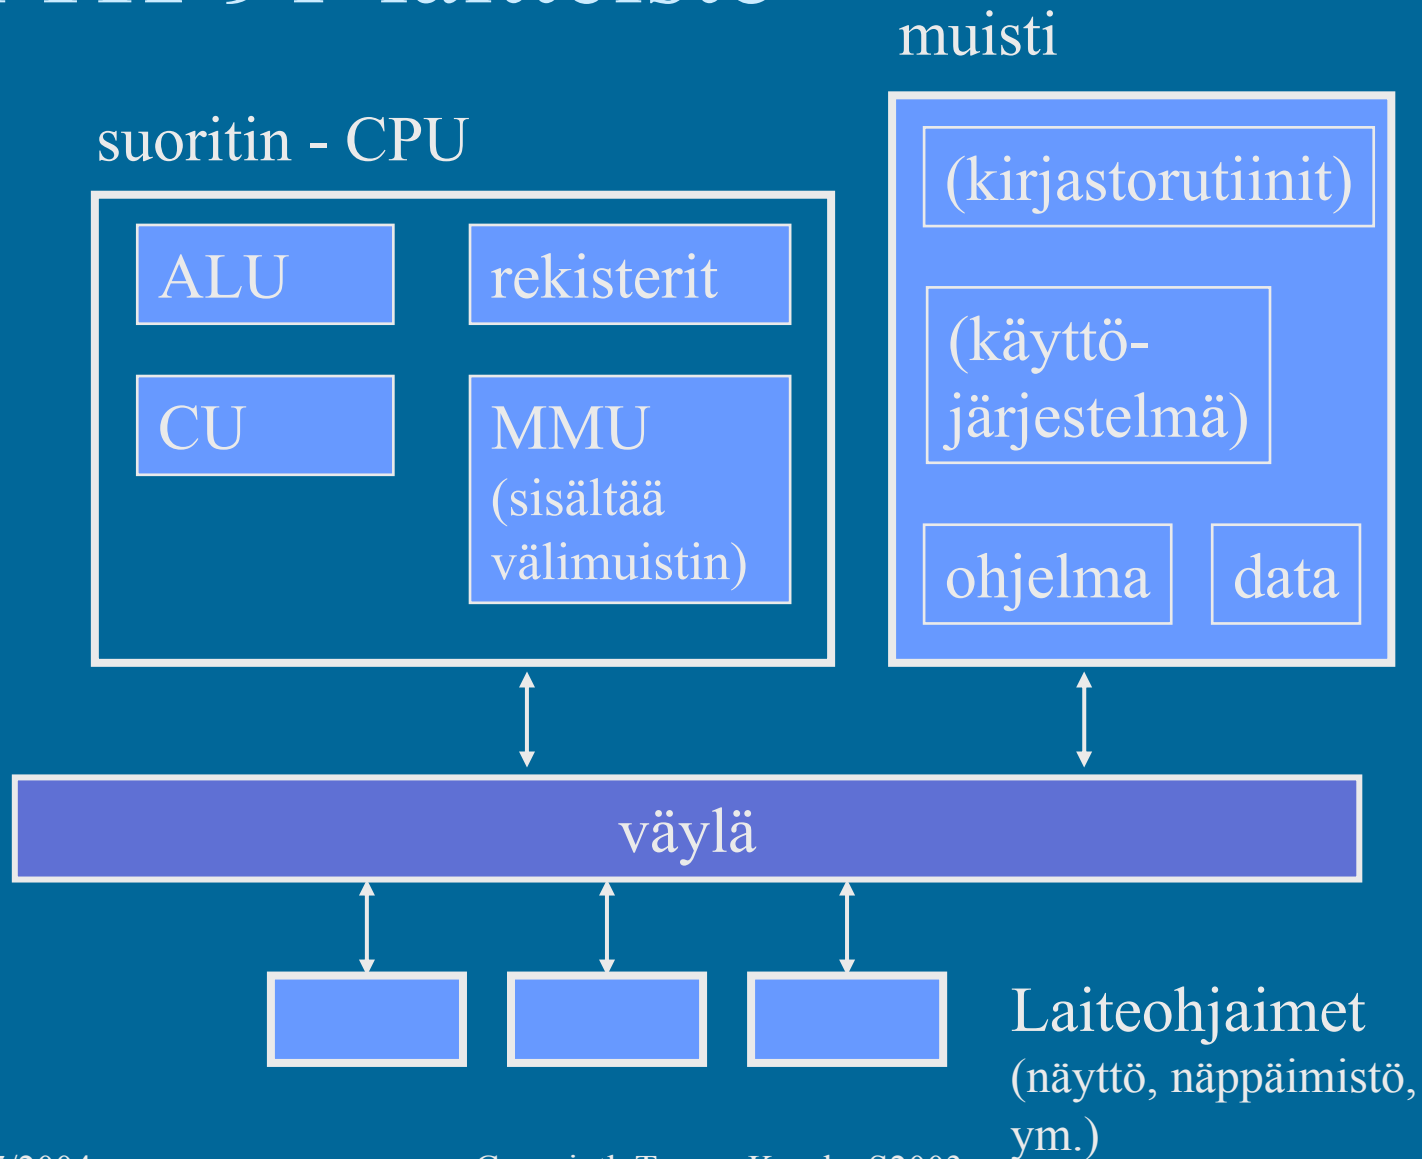 laitteisto
muisti
suoritin - CPU
(kirjastorutiinit)
ALU
rekisterit
(käyttö-
järjestelmä)
CU
MMU
(sisältää
välimuistin)
ohjelma
data
väylä
Laiteohjaimet
(näyttö, näppäimistö,
ym.)